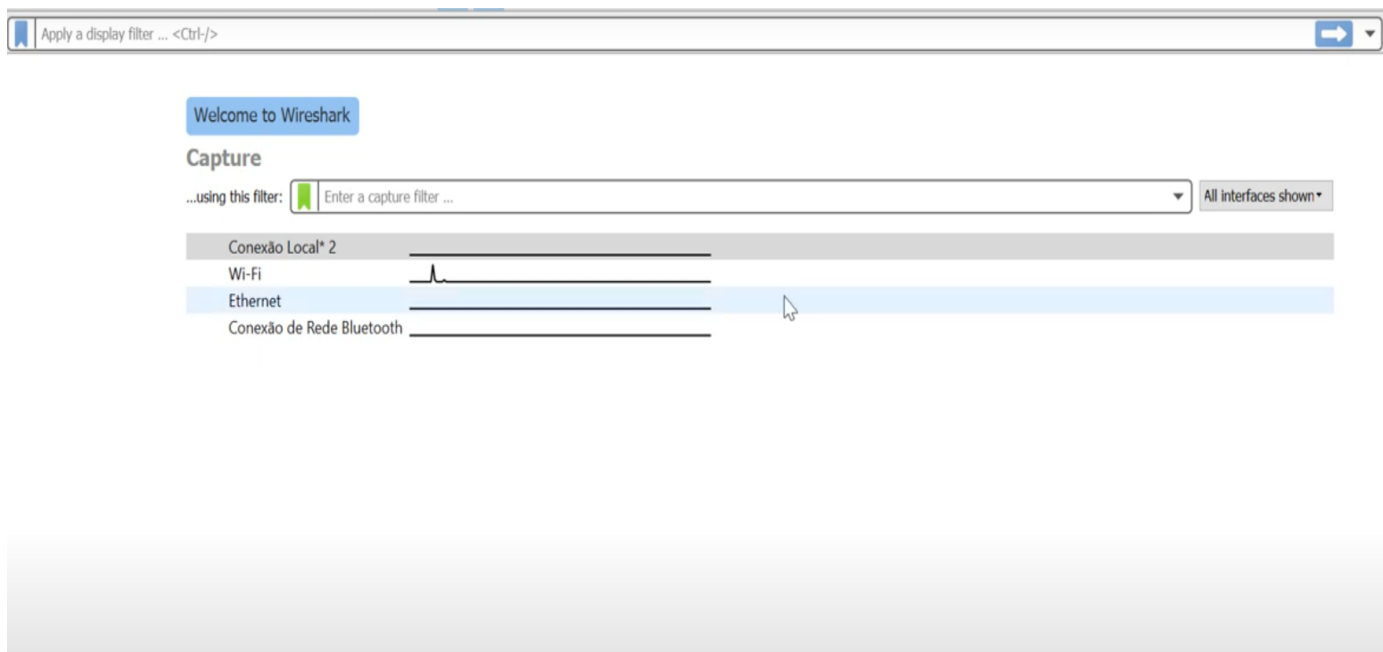 Apply a display filter ... <Ctrl-/>
Welcome to Wireshark
Capture
...using this filter: Enter a capture filter ... All interfaces shown
Conexão Local* 2
Wi-Fi
Ethernet
Conexão de Rede Bluetooth